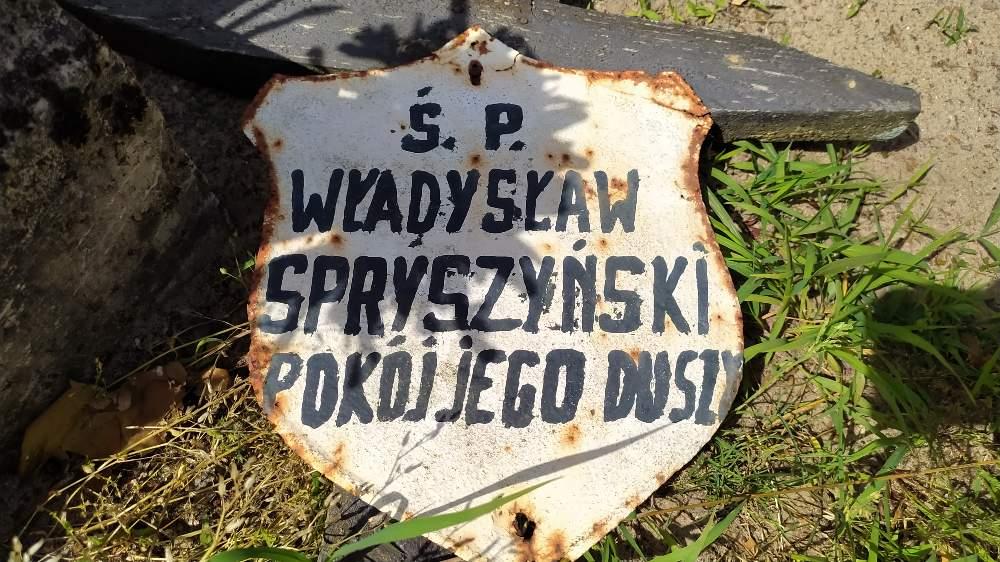 Ś. P.
WŁADYSŁAW
SPRYSZYŃSKI
POKÓJ JEGO DUSZY